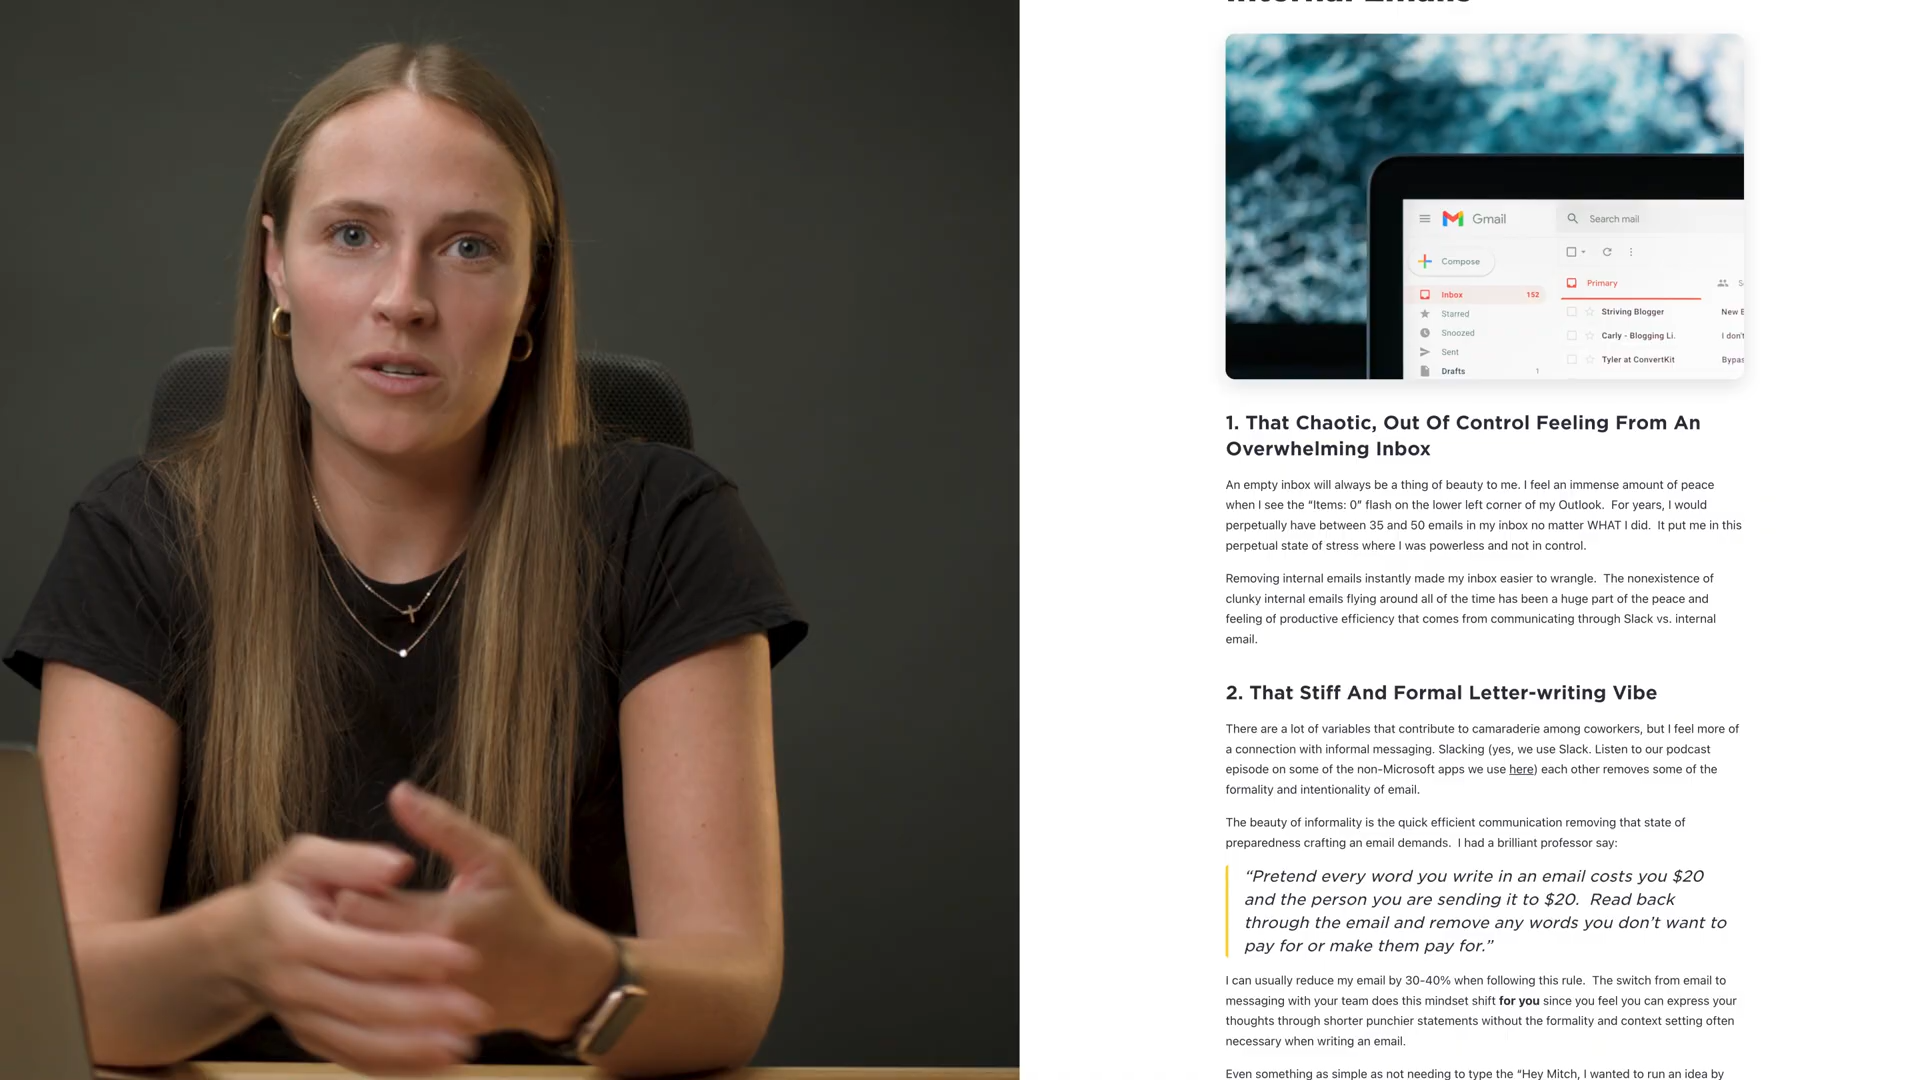 Internal Emails
Gmail
Search mail
Compose
Inbox 152
Primary
Starred
Striving Blogger New
Snoozed
Carly - Blogging Li. I don't
Sent
Tyler at ConvertKit Bypas
Drafts 1
1. That Chaotic, Out Of Control Feeling From An
Overwhelming Inbox
An empty inbox will always be a thing of beauty to me. I feel an immense amount of peace
when I see the “Items: 0” flash on the lower left corner of my Outlook.  For years, I would
perpetually have between 35 and 50 emails in my inbox no matter WHAT I did.  It put me in this
perpetual state of stress where I was powerless and not in control.
Removing internal emails instantly made my inbox easier to wrangle.  The nonexistence of
clunky internal emails flying around all of the time has been a huge part of the peace and
feeling of productive efficiency that comes from communicating through Slack vs. internal
email.
2. That Stiff And Formal Letter-writing Vibe
There are a lot of variables that contribute to camaraderie among coworkers, but I feel more of
a connection with informal messaging. Slacking (yes, we use Slack. Listen to our podcast
episode on some of the non-Microsoft apps we use here) each other removes some of the
formality and intentionality of email.
The beauty of informality is the quick efficient communication removing that state of
preparedness crafting an email demands.  I had a brilliant professor say:
“Pretend every word you write in an email costs you $20
and the person you are sending it to $20.  Read back
through the email and remove any words you don’t want to
pay for or make them pay for.”
I can usually reduce my email by 30-40% when following this rule.  The switch from email to
messaging with your team does this mindset shift for you since you feel you can express your
thoughts through shorter punchier statements without the formality and context setting often
necessary when writing an email.
Even something as simple as not needing to type the “Hey Mitch, I wanted to run an idea by